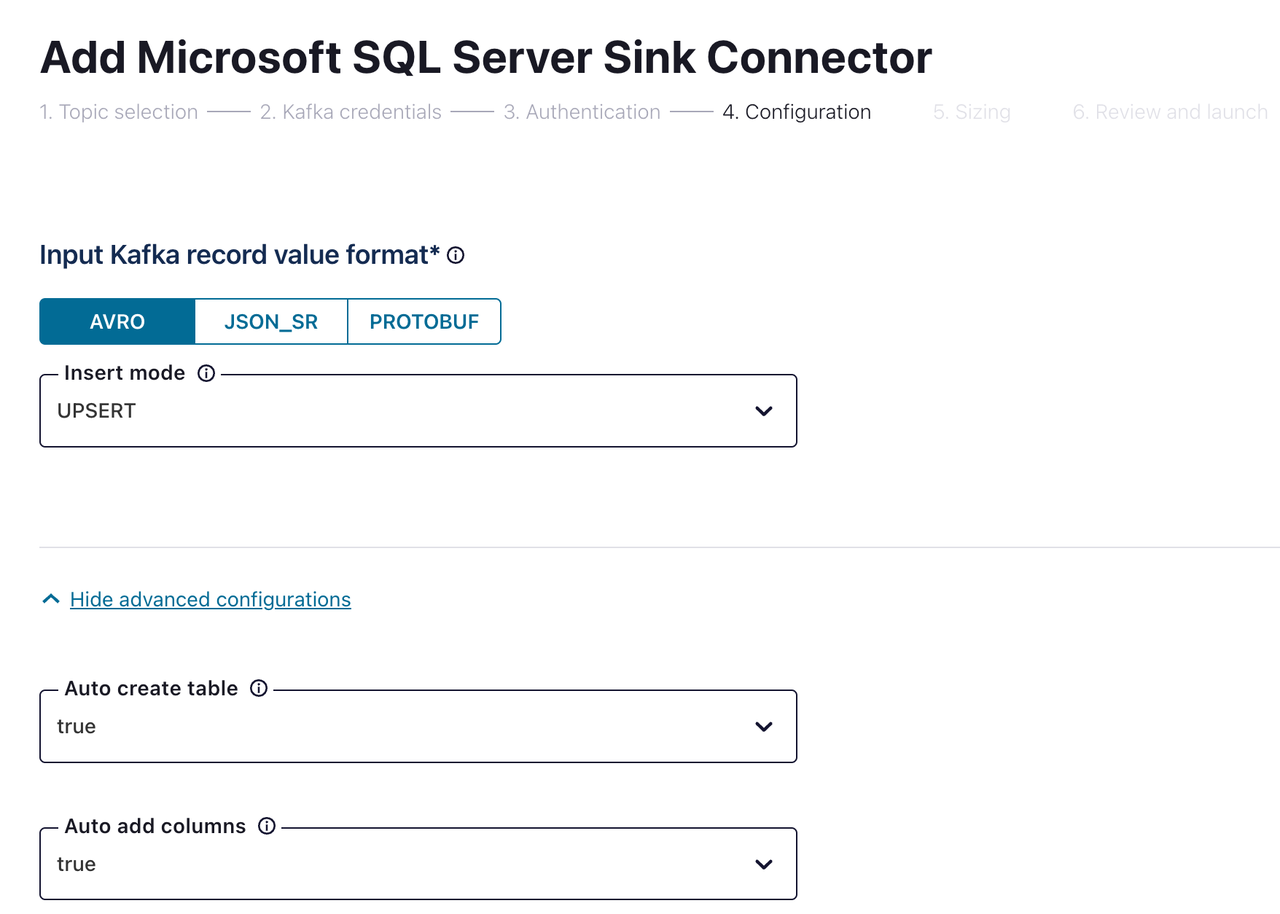 Add Microsoft SQL Server Sink Connector
1. Topic selection 2. Kafka credentials 3. Authentication 4. Configuration 5. Sizing 6. Review and launch
Input Kafka record value format*
AVRO JSON_SR PROTOBUF
Insert mode
UPSERT
Hide advanced configurations
Auto create table
true
Auto add columns
true